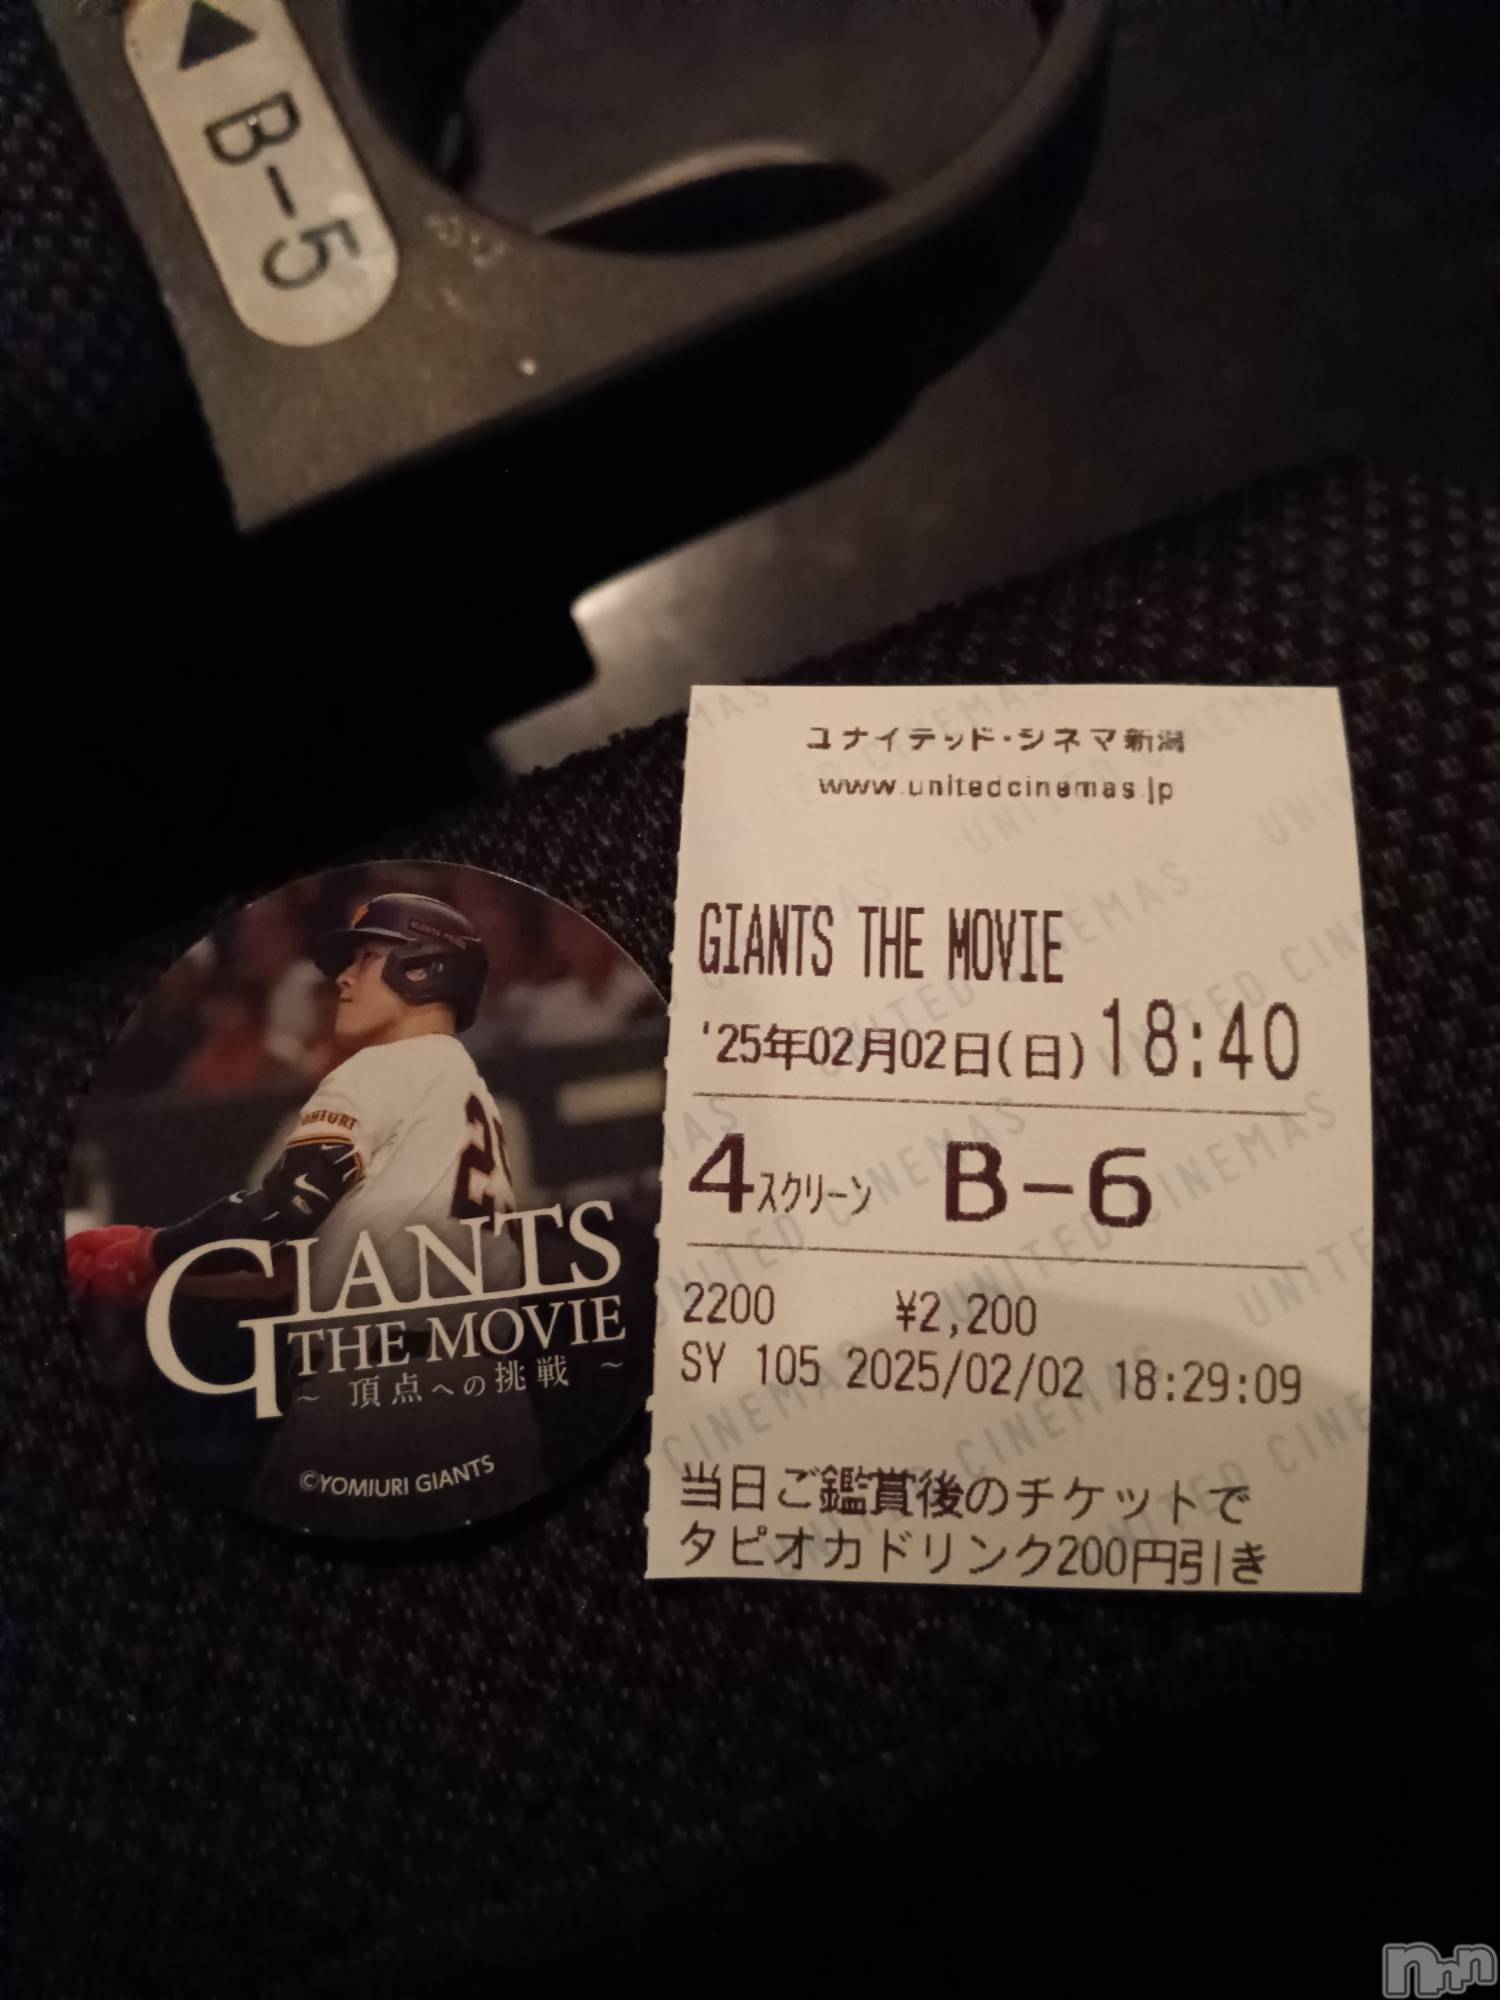 B-5
ユナイテッド・シネマ新潟
www.unitedcinemas.jp
GIANTS THE MOVIE
'25年02月02日(日) 18:40
4スクリーン B-6
2200 ¥2,200
SY 105 2025/02/02 18:29:09
当日ご鑑賞後のチケットで
タピオカドリンク200円引き
GIANTS
THE MOVIE
~ 頂点への挑戦 ~
©YOMIURI GIANTS